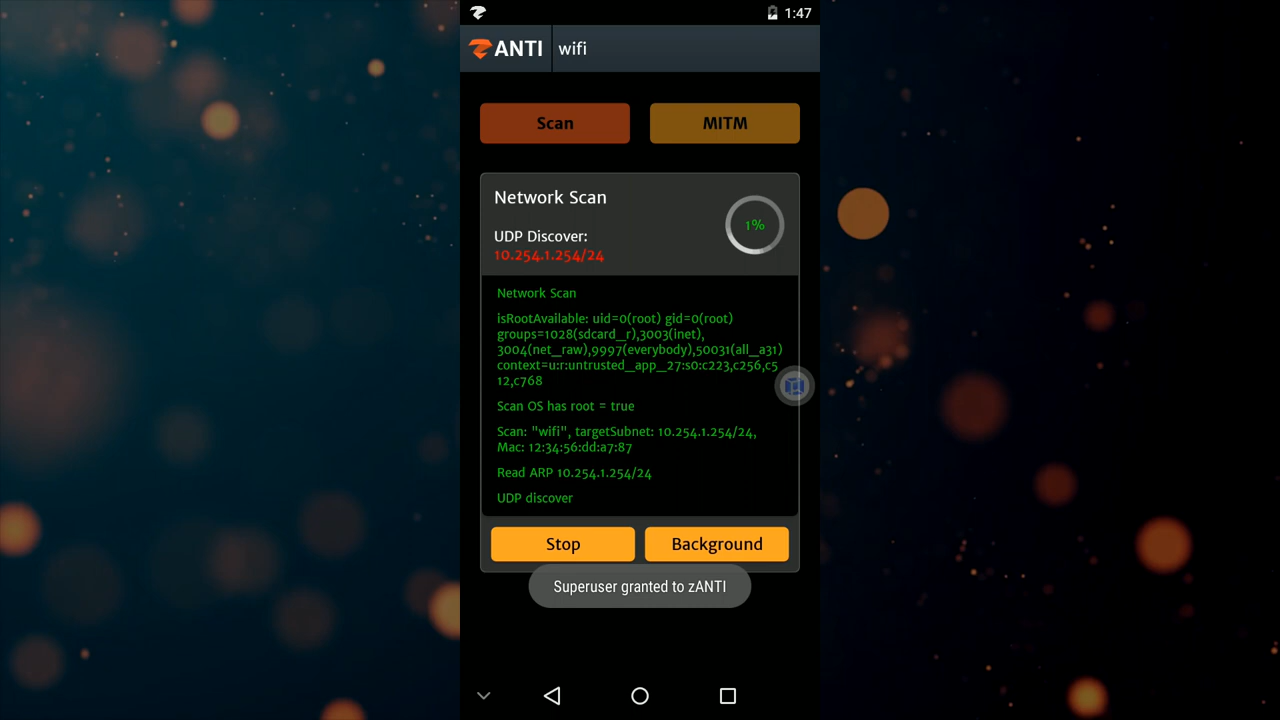 1:47
ANTI wifi
Scan MITM
Network Scan
1%
UDP Discover:
10.254.1.254/24
Network Scan
isRootAvailable: uid=0(root) gid=0(root)
groups=1028(sdcard_r),3003(inet),
3004(net_raw),9997(everybody),50031(all_a31)
context=u:r:untrusted_app_27:s0:c223,c256,c5
12,c768
Scan OS has root = true
Scan: "wifi", targetSubnet: 10.254.1.254/24,
Mac: 12:34:56:dd:a7:87
Read ARP 10.254.1.254/24
UDP discover
Stop Background
Superuser granted to zANTI